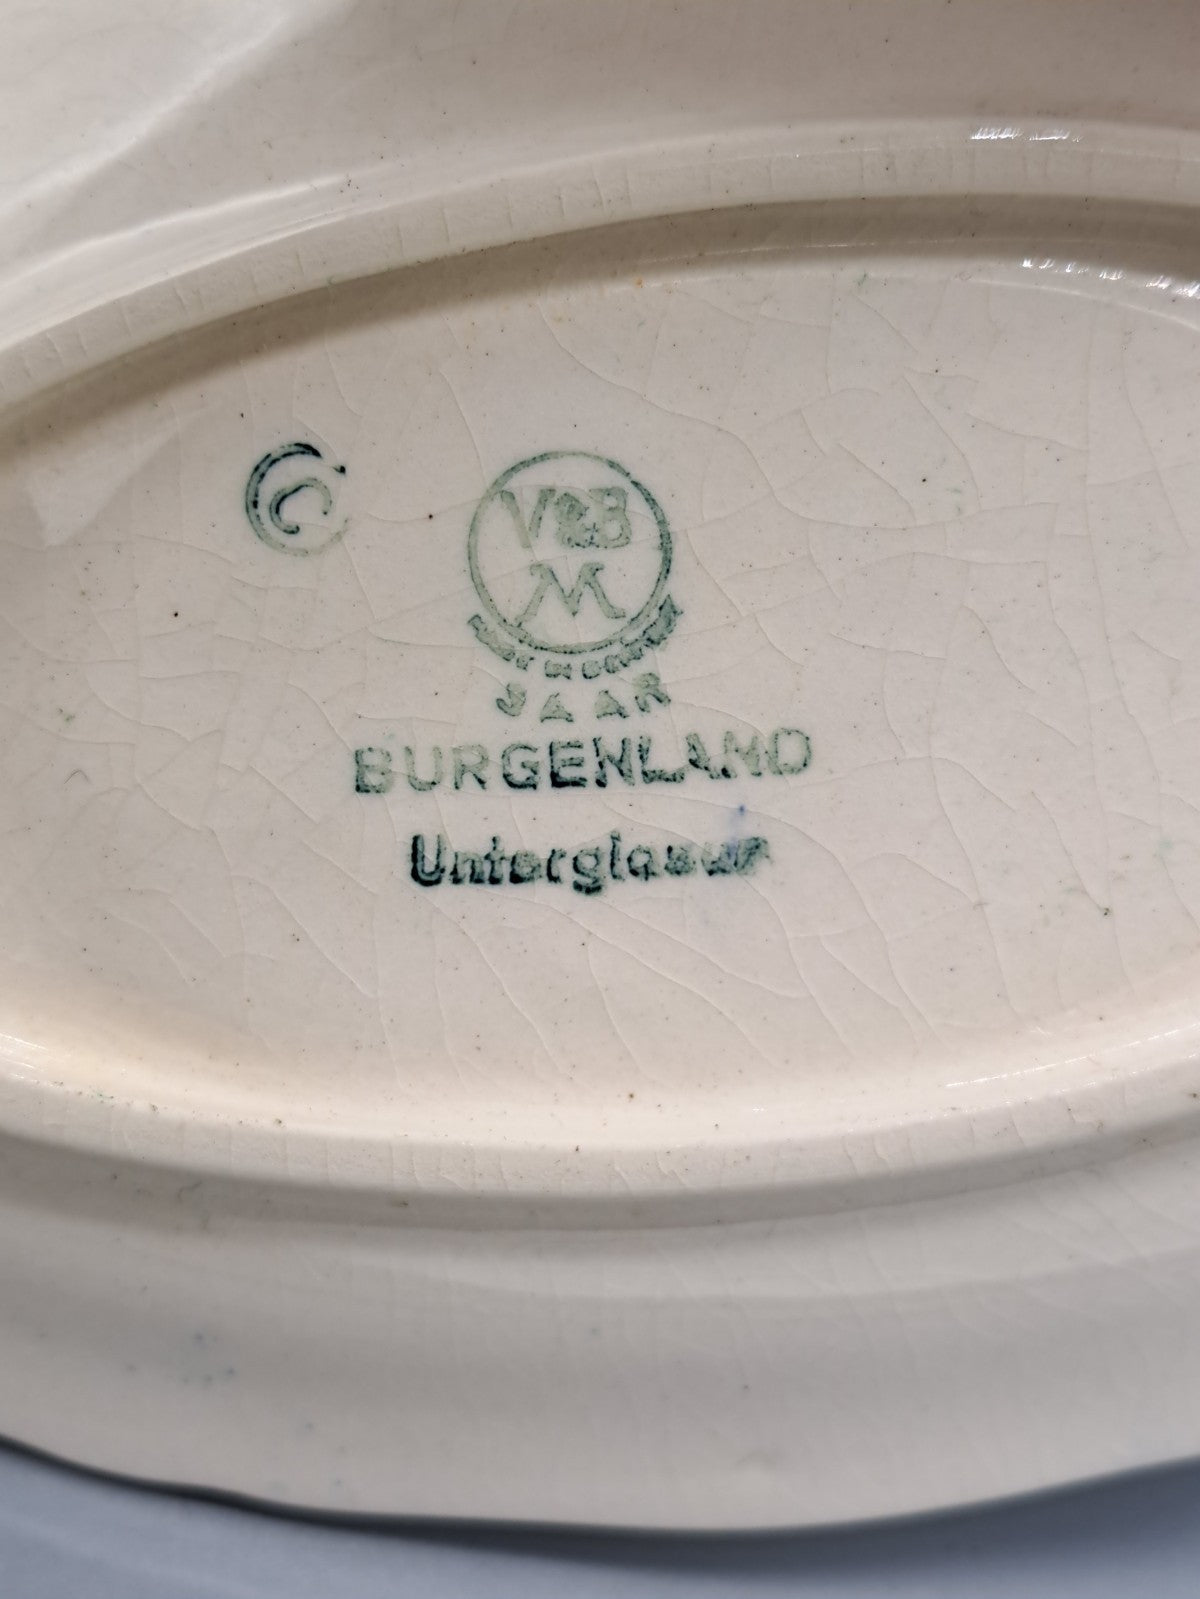 ©
V&B
M
SAAR
BURGENLAND
Unterglasur